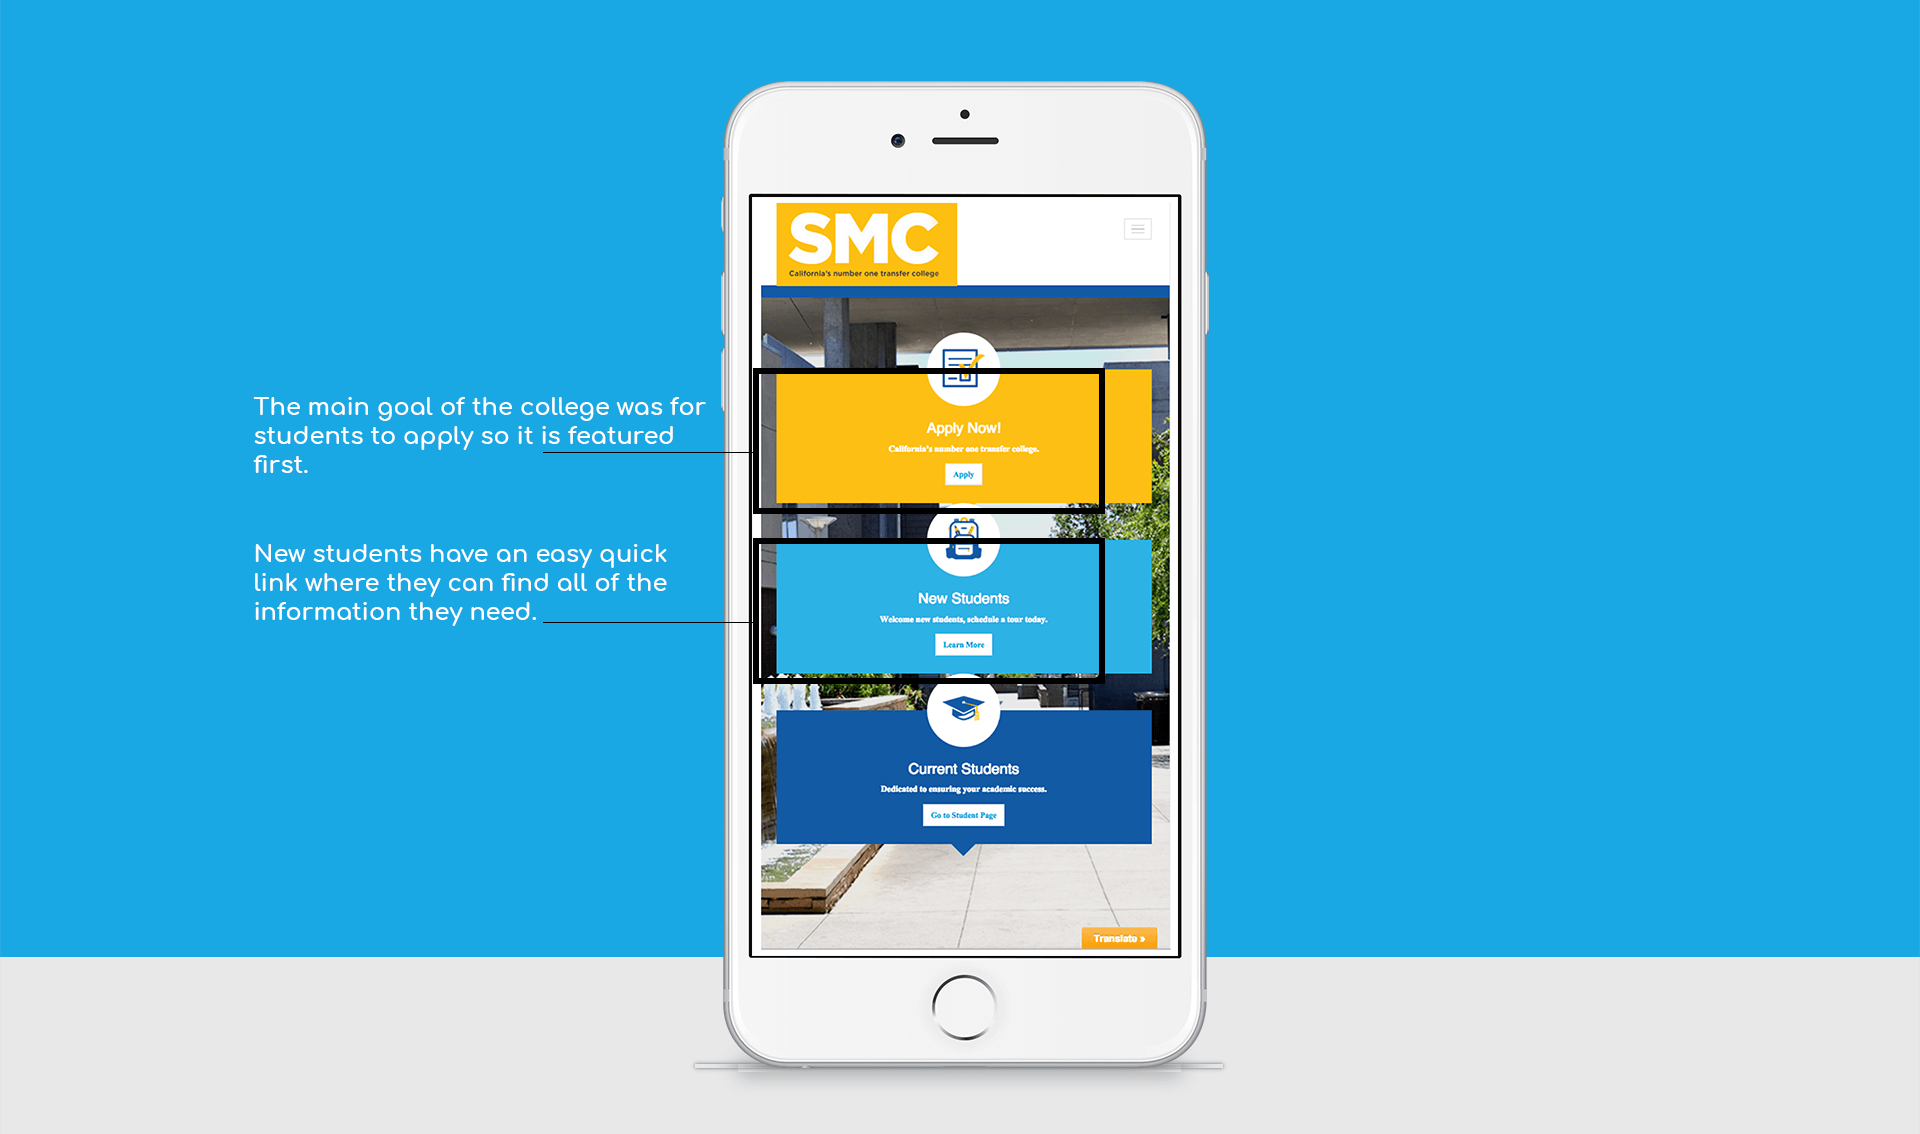 SMC
California's number one transfer college
The main goal of the college was for
students to apply so it is featured
first.
Apply Now!
California's number one transfer college.
Apply
New students have an easy quick
link where they can find all of the
information they need.
New Students
Welcome new students, schedule a tour today.
Learn More
Current Students
Dedicated to ensuring your academic success.
Go to Student Page
Translate »